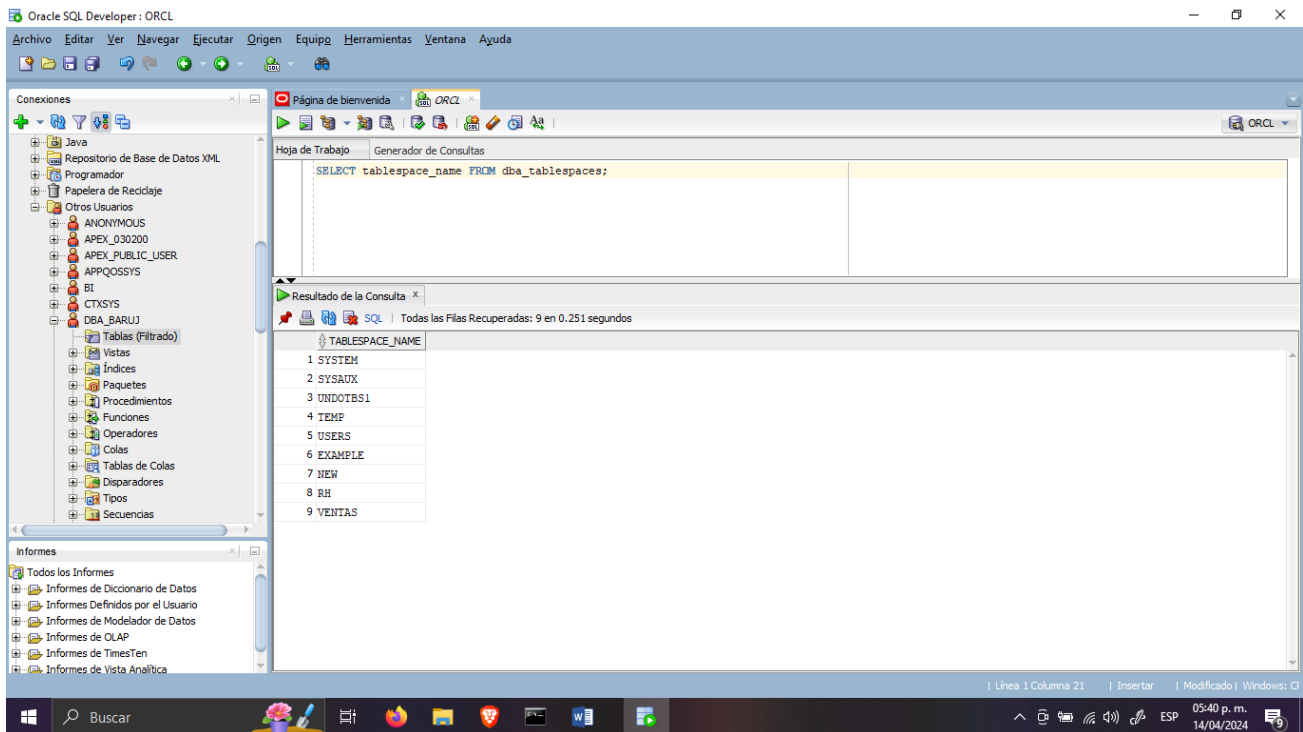 Oracle SQL Developer : ORCL
Archivo Editar Ver Navegar Ejecutar Origen Equipo Herramientas Ventana Ayuda
Conexiones
Java
Repositorio de Base de Datos XML
Programador
Papelera de Reciclaje
Otros Usuarios
ANONYMOUS
APEX_030200
APEX_PUBLIC_USER
APPQOSSYS
BI
CTXSYS
DBA_BARUJ
Tablas (Filtrado)
Vistas
Índices
Paquetes
Procedimientos
Funciones
Operadores
Colas
Tablas de Colas
Disparadores
Tipos
Secuencias
Informes
Todos los Informes
Informes de Diccionario de Datos
Informes Definidos por el Usuario
Informes de Modelador de Datos
Informes de OLAP
Informes de TimesTen
Informes de Vista Analítica
Página de bienvenida
ORCL
ORCL
Hoja de Trabajo Generador de Consultas
SELECT tablespace_name FROM dba_tablespaces;
Resultado de la Consulta
SQL | Todas las Filas Recuperadas: 9 en 0.251 segundos
TABLESPACE_NAME
1 SYSTEM
2 SYSAUX
3 UNDOTBS1
4 TEMP
5 USERS
6 EXAMPLE
7 NEW
8 RH
9 VENTAS
| Línea 1 Columna 21 | Insertar | Modificado | Windows: CF
Buscar
ESP
05:40 p. m.
14/04/2024
9